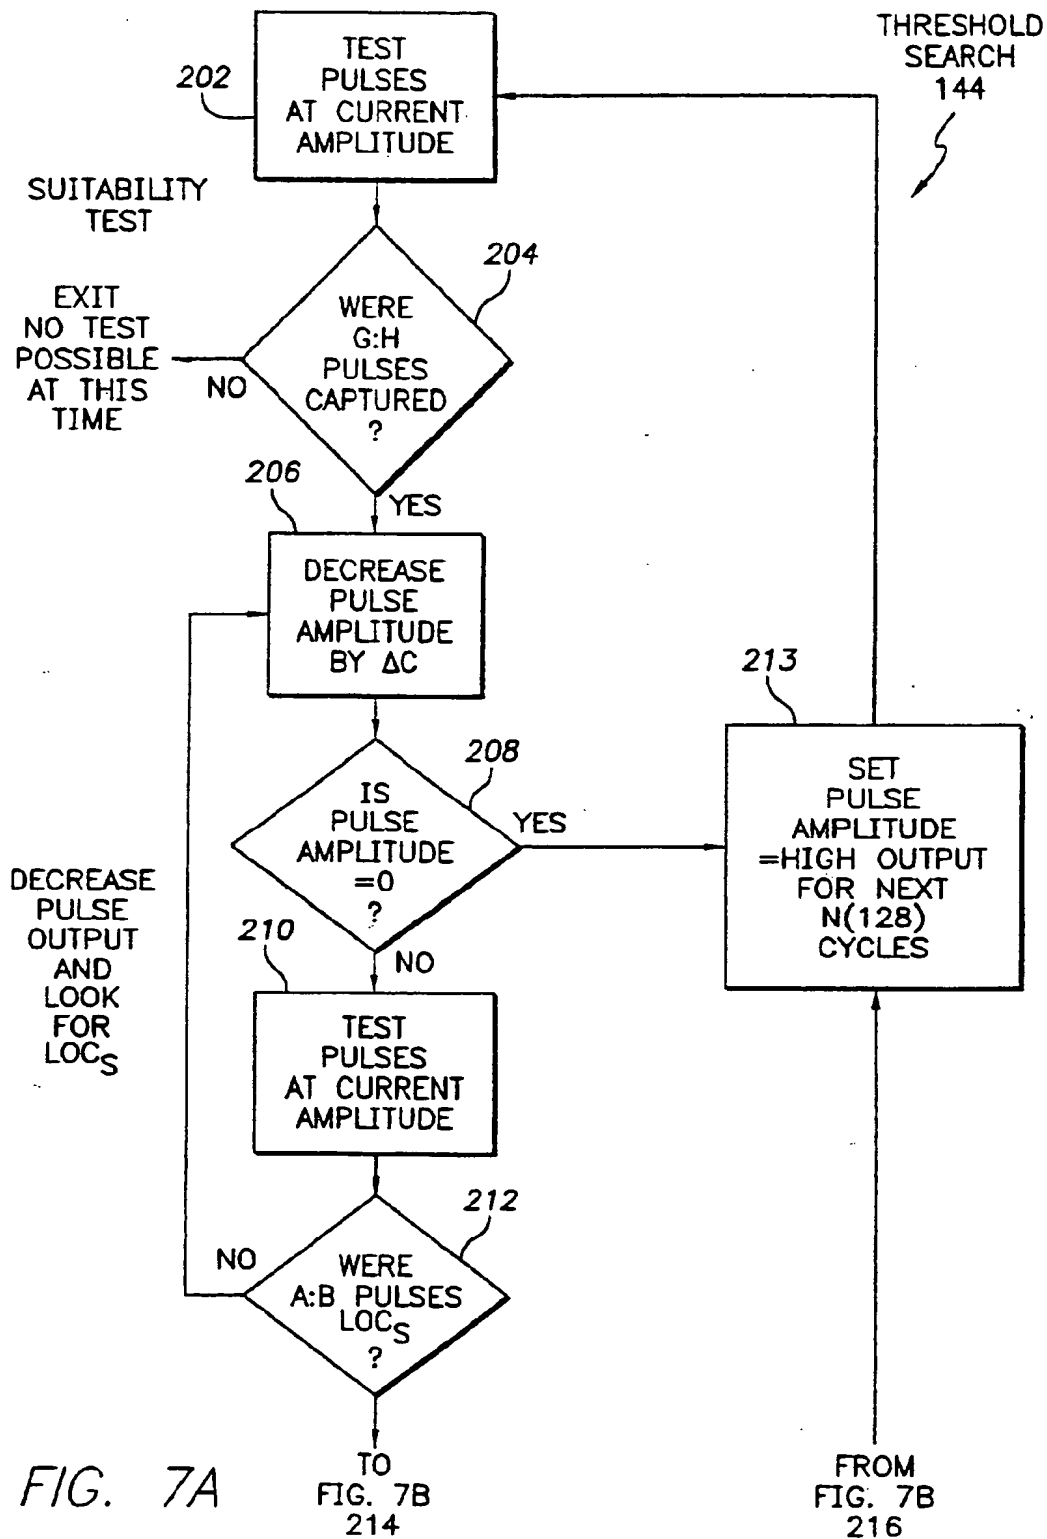 THRESHOLD
SEARCH
144
202
TEST
PULSES
AT CURRENT
AMPLITUDE
SUITABILITY
TEST
204
WERE
G:H
PULSES
CAPTURED
?
EXIT
NO TEST
POSSIBLE
AT THIS
TIME
NO
YES
206
DECREASE
PULSE
AMPLITUDE
BY ΔC
208
IS
PULSE
AMPLITUDE
=0
?
YES
NO
213
SET
PULSE
AMPLITUDE
=HIGH OUTPUT
FOR NEXT
N(128)
CYCLES
DECREASE
PULSE
OUTPUT
AND
LOOK
FOR
LOCS
210
TEST
PULSES
AT CURRENT
AMPLITUDE
212
NO
WERE
A:B PULSES
LOCS
?
TO
FIG. 7B
214
FROM
FIG. 7B
216
FIG. 7A